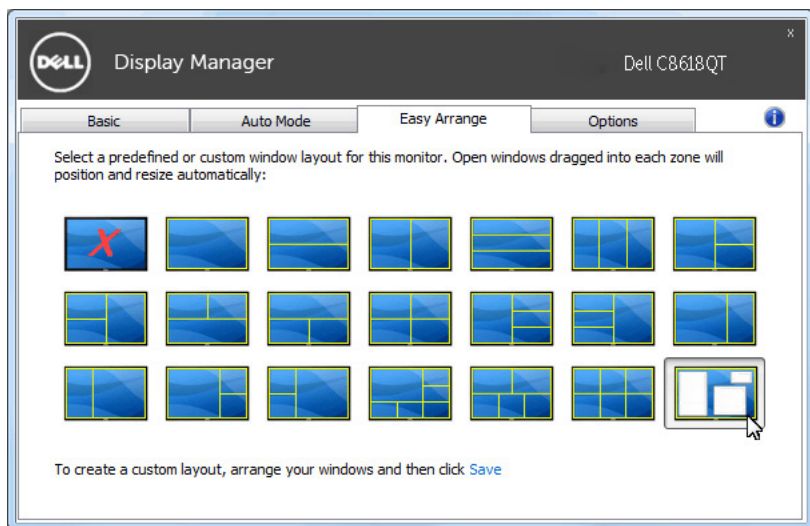 DELL
Display Manager
x
Dell C8618QT
Basic
Auto Mode
Easy Arrange
Options
i
Select a predefined or custom window layout for this monitor. Open windows dragged into each zone will
position and resize automatically:
X
To create a custom layout, arrange your windows and then click Save